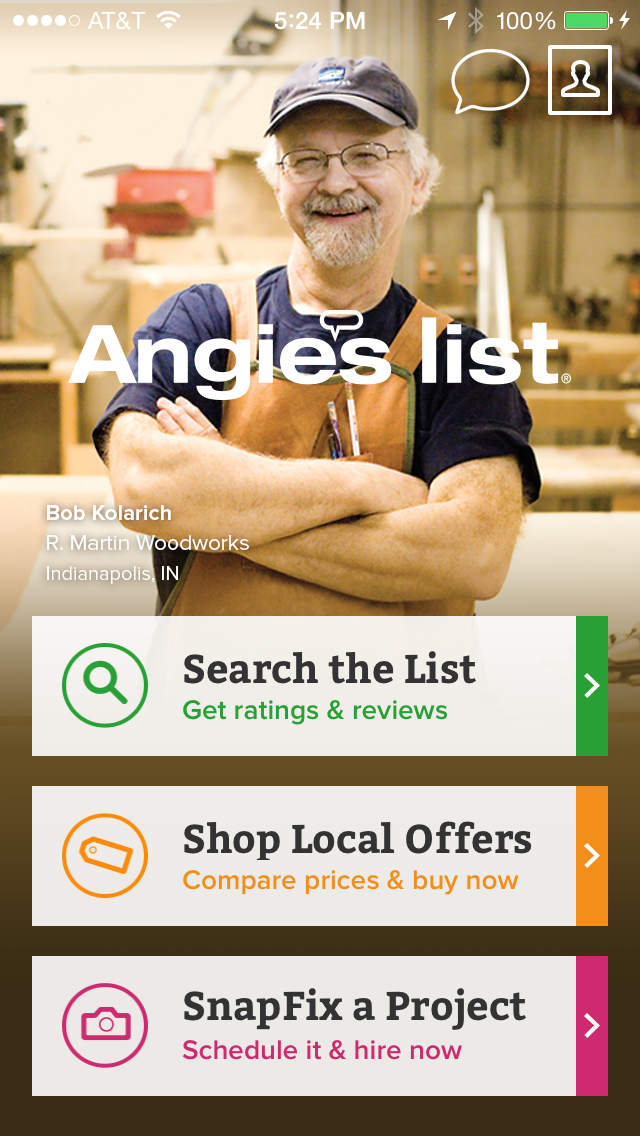 AT&T 5:24 PM 100%
Angie's list®
Bob Kolarich
R. Martin Woodworks
Indianapolis, IN
Search the List
Get ratings & reviews
Shop Local Offers
Compare prices & buy now
SnapFix a Project
Schedule it & hire now